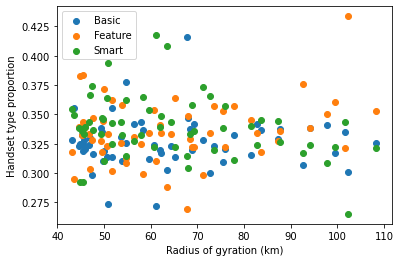 Basic
Feature
Smart
0.425
0.400
0.375
0.350
0.325
0.300
0.275
Handset type proportion
40 50 60 70 80 90 100 110
Radius of gyration (km)